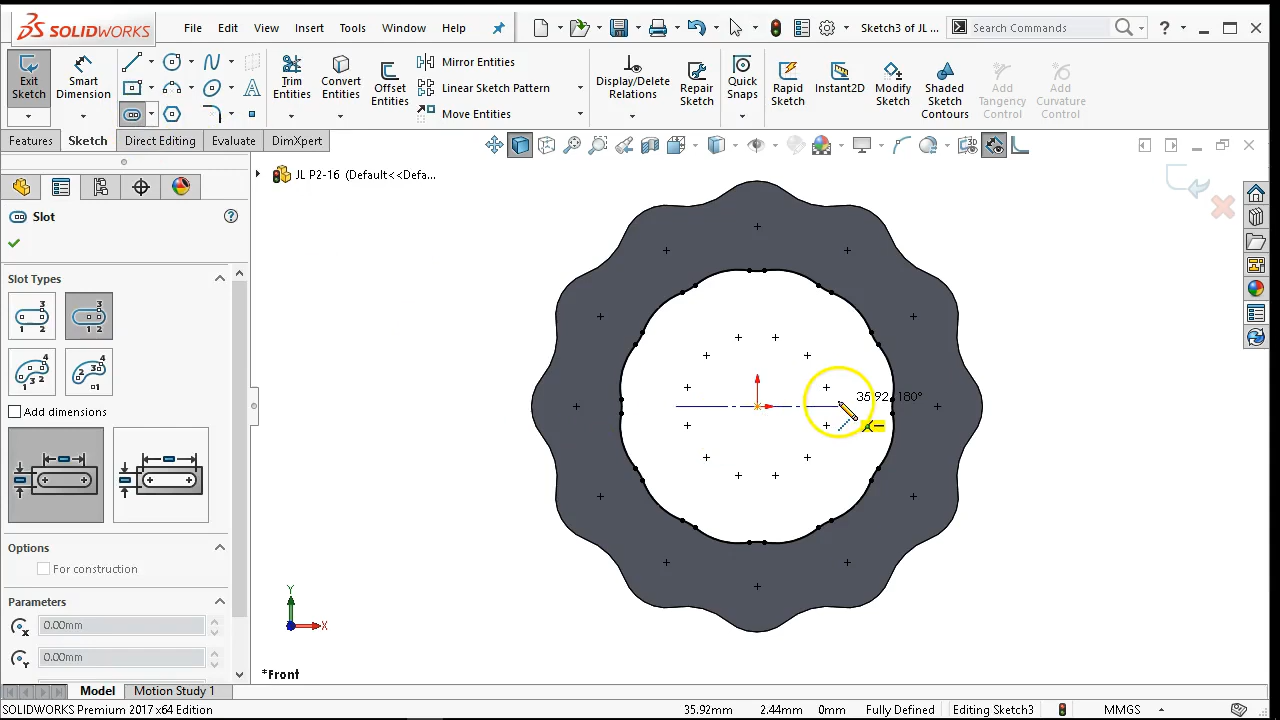 SOLIDWORKS File Edit View Insert Tools Window Help Sketch3 of JL ... Search Commands ?
Exit Sketch
Smart Dimension
Trim Entities
Convert Entities
Offset Entities
Mirror Entities
Linear Sketch Pattern
Move Entities
Display/Delete Relations
Repair Sketch
Quick Snaps
Rapid Sketch
Instant2D
Modify Sketch
Shaded Sketch Contours
Add Tangency Control
Add Curvature Control
Features Sketch Direct Editing Evaluate DimXpert
JL P2-16 (Default<<Defa...
Slot
Slot Types
Add dimensions
Options
For construction
Parameters
0.00mm
0.00mm
35.92, 180°
Y
X
*Front
Model Motion Study 1
SOLIDWORKS Premium 2017 x64 Edition 35.92mm 2.44mm 0mm Fully Defined Editing Sketch3 MMGS